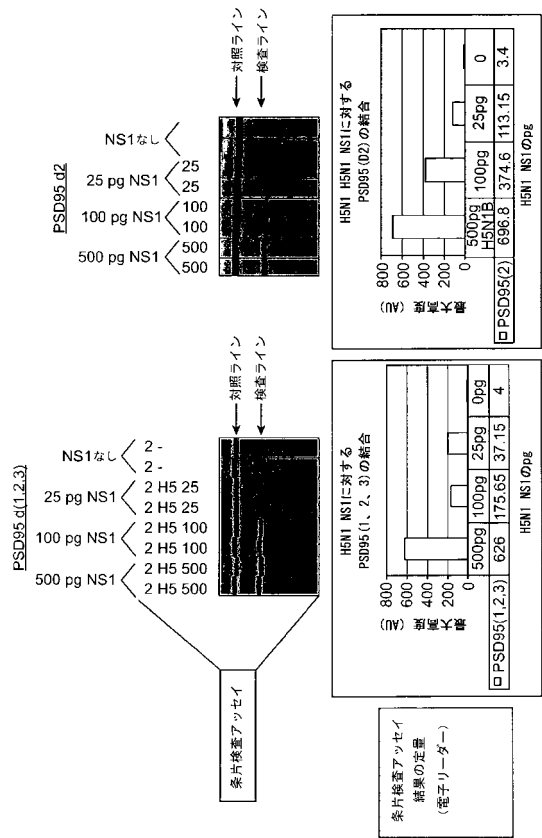 PSD95 d(1,2,3)
NS1なし
2 -
2 -
25 pg NS1
2 H5 25
2 H5 25
100 pg NS1
2 H5 100
2 H5 100
500 pg NS1
2 H5 500
2 H5 500
対照ライン
検査ライン
条片検査アッセイ
PSD95 d2
NS1なし
25 pg NS1
25
25
100 pg NS1
100
100
500 pg NS1
500
500
対照ライン
検査ライン
条片検査アッセイ
結果の定量
(電子リーダー)
H5N1 NS1に対する
PSD95(1、2、3)の結合
最大高度 (AU)
800
600
400
200
0
500pg 100pg 25pg 0pg
PSD95(1,2,3) 626 175.65 37.15 4
H5N1 NS1のpg
H5N1 H5N1 NS1に対する
PSD95(D2)の結合
最大高度 (AU)
800
600
400
200
0
500pg 100pg 25pg 0
H5N1B
PSD95(2) 696.8 374.6 113.15 3.4
H5N1 NS1のpg